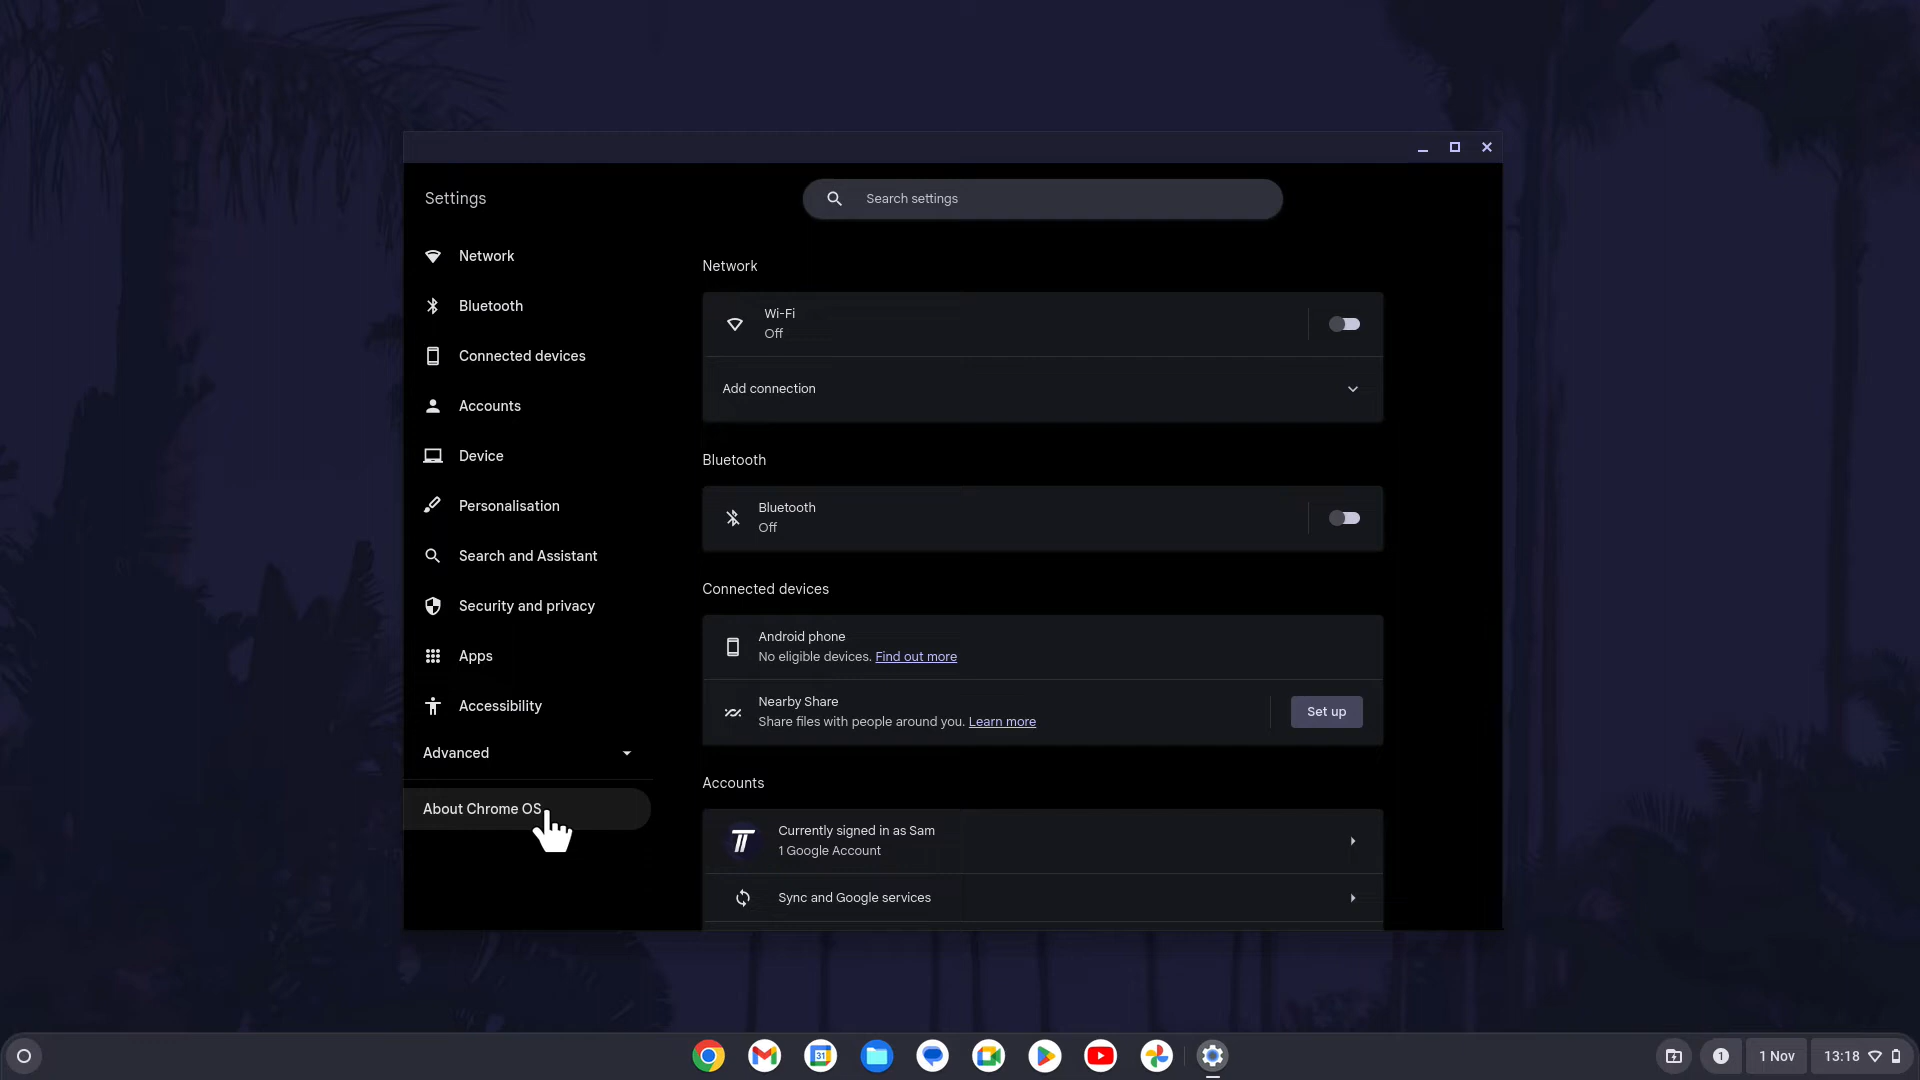 Settings
Search settings
Network
Bluetooth
Connected devices
Accounts
Device
Personalisation
Search and Assistant
Security and privacy
Apps
Accessibility
Advanced
About Chrome OS
Network
Wi-Fi
Off
Add connection
Bluetooth
Bluetooth
Off
Connected devices
Android phone
No eligible devices. Find out more
Nearby Share
Share files with people around you. Learn more
Set up
Accounts
Currently signed in as Sam
1 Google Account
Sync and Google services
31
1
1 Nov
13:18